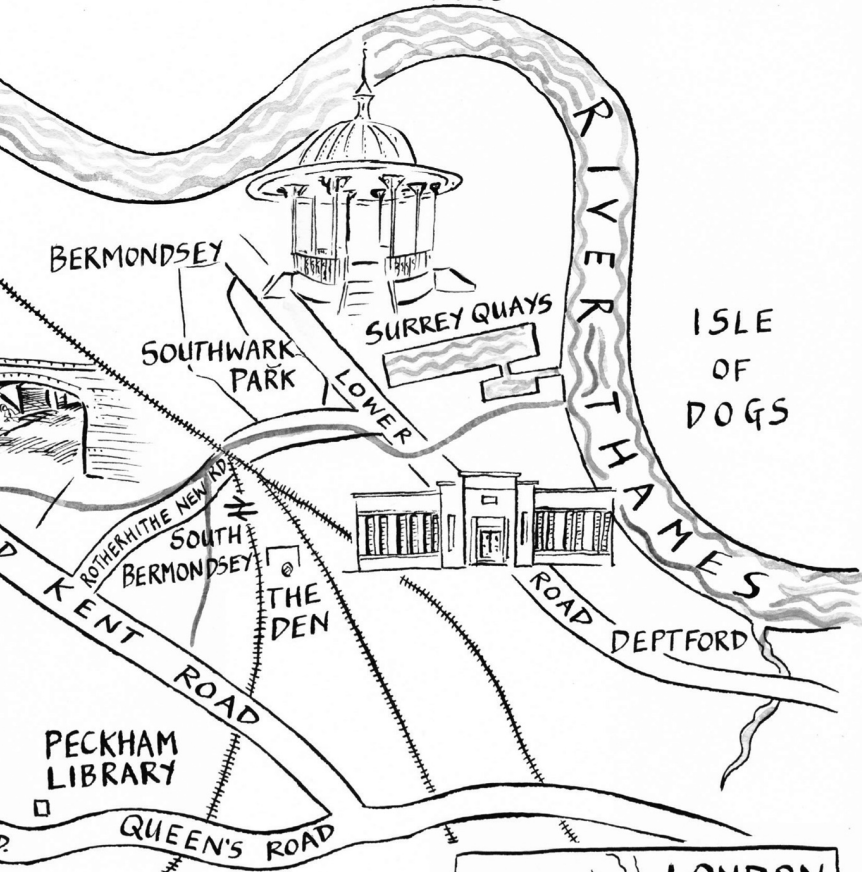 RIVER THAMES
BERMONDSEY
ISLE
OF
DOGS
SURREY QUAYS
SOUTHWARK
PARK
LOWER
ROAD
ROTHERHITHE NEW RD
SOUTH
BERMONDSEY
THE
DEN
DEPTFORD
KENT ROAD
PECKHAM
LIBRARY
QUEEN'S ROAD
LONDON